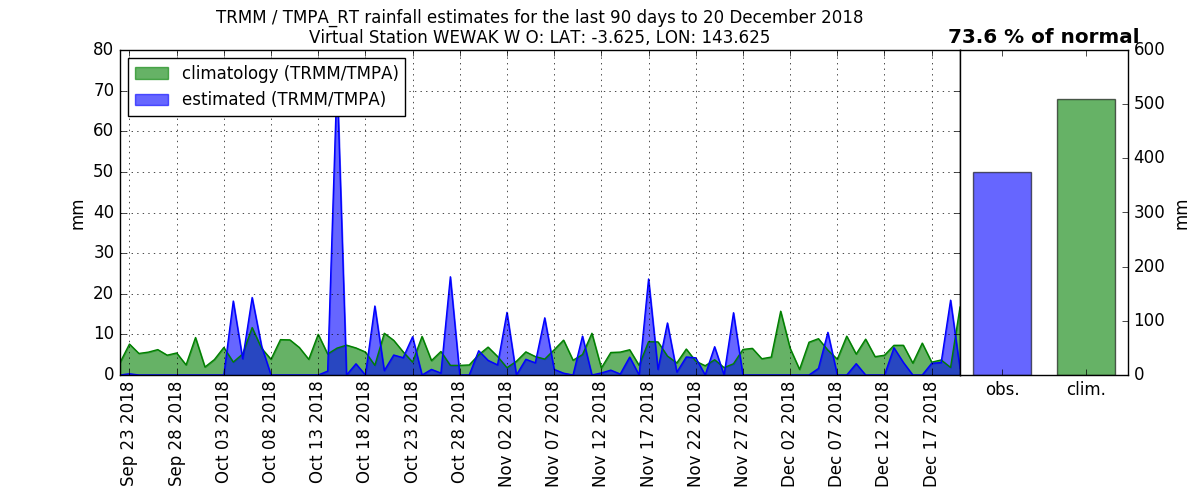 TRMM / TMPA_RT rainfall estimates for the last 90 days to 20 December 2018
Virtual Station WEWAK W O: LAT: -3.625, LON: 143.625
73.6 % of normal
climatology (TRMM/TMPA)
estimated (TRMM/TMPA)
80
70
60
50
40
30
20
10
0
mm
Sep 23 2018
Sep 28 2018
Oct 03 2018
Oct 08 2018
Oct 13 2018
Oct 18 2018
Oct 23 2018
Oct 28 2018
Nov 02 2018
Nov 07 2018
Nov 12 2018
Nov 17 2018
Nov 22 2018
Nov 27 2018
Dec 02 2018
Dec 07 2018
Dec 12 2018
Dec 17 2018
obs.
clim.
600
500
400
300
200
100
0
mm